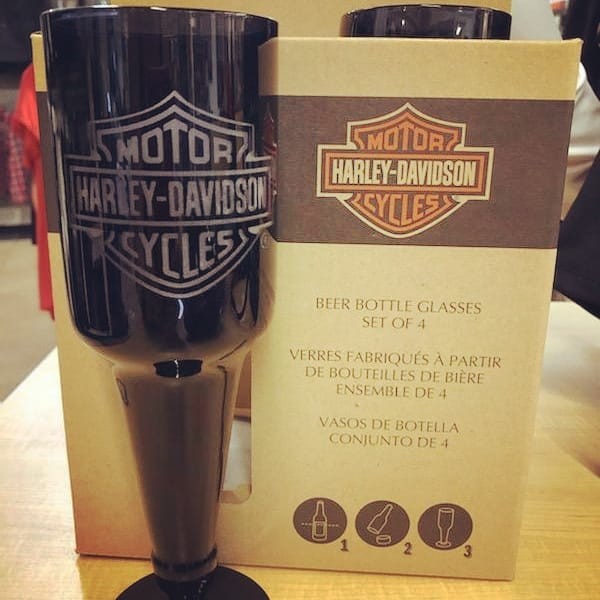 MOTOR
HARLEY-DAVIDSON
CYCLES
MOTOR
HARLEY-DAVIDSON
CYCLES
BEER BOTTLE GLASSES
SET OF 4
VERRES FABRIQUÉS À PARTIR
DE BOUTEILLES DE BIÈRE
ENSEMBLE DE 4
VASOS DE BOTELLA
CONJUNTO DE 4
1 2 3